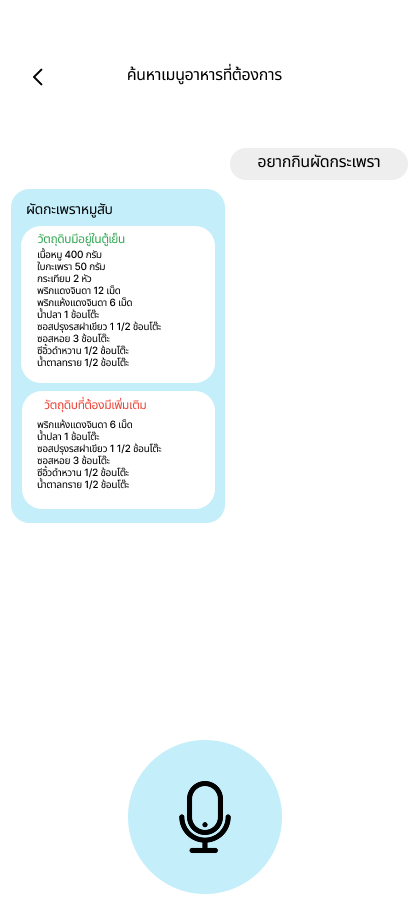 ค้นหาเมนูอาหารที่ต้องการ
อยากกินผัดกระเพรา
ผัดกะเพราหมูสับ
วัตถุดิบมีอยู่ในตู้เย็น
เนื้อหมู 400 กรัม
ใบกะเพรา 50 กรัม
กระเทียม 2 หัว
พริกแดงจินดา 12 เม็ด
พริกแห้งแดงจินดา 6 เม็ด
น้ำปลา 1 ช้อนโต๊ะ
ซอสปรุงรสฝาเขียว 1 1/2 ช้อนโต๊ะ
ซอสหอย 3 ช้อนโต๊ะ
ซีอิ๊วดำหวาน 1/2 ช้อนโต๊ะ
น้ำตาลทราย 1/2 ช้อนโต๊ะ
วัตถุดิบที่ต้องมีเพิ่มเติม
พริกแห้งแดงจินดา 6 เม็ด
น้ำปลา 1 ช้อนโต๊ะ
ซอสปรุงรสฝาเขียว 1 1/2 ช้อนโต๊ะ
ซอสหอย 3 ช้อนโต๊ะ
ซีอิ๊วดำหวาน 1/2 ช้อนโต๊ะ
น้ำตาลทราย 1/2 ช้อนโต๊ะ